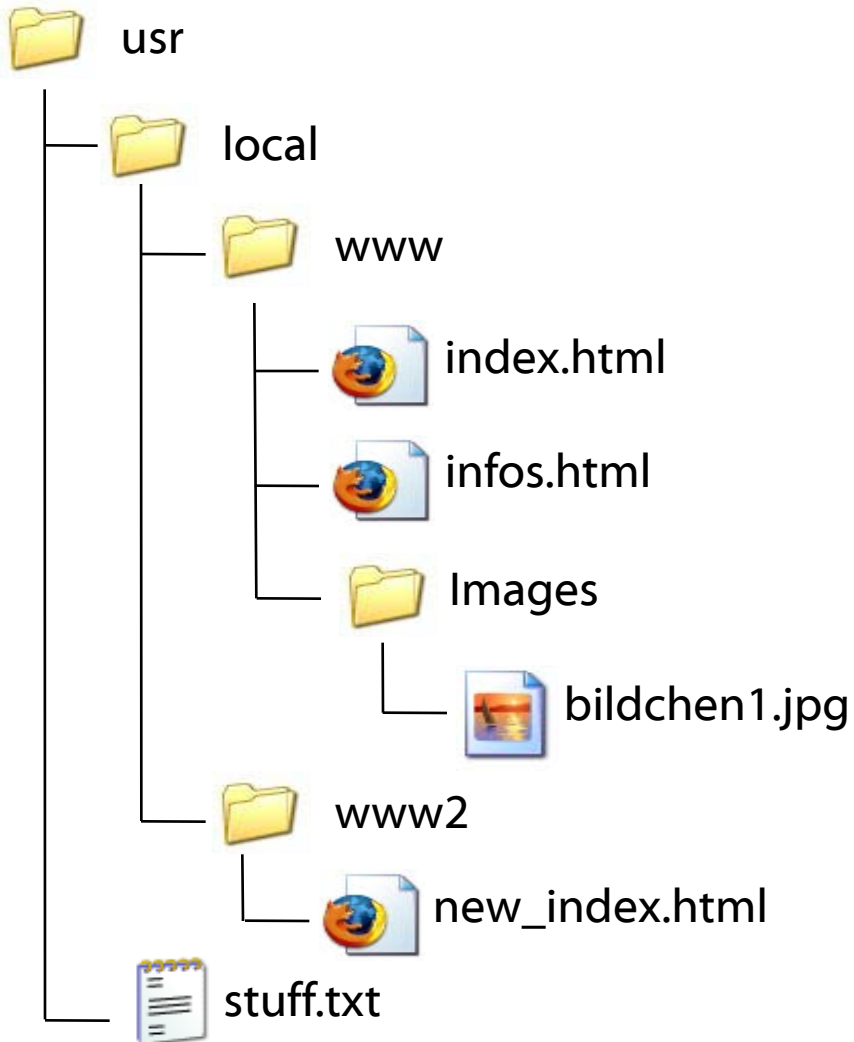 usr
local
www
index.html
infos.html
Images
bildchen1.jpg
www2
new_index.html
stuff.txt